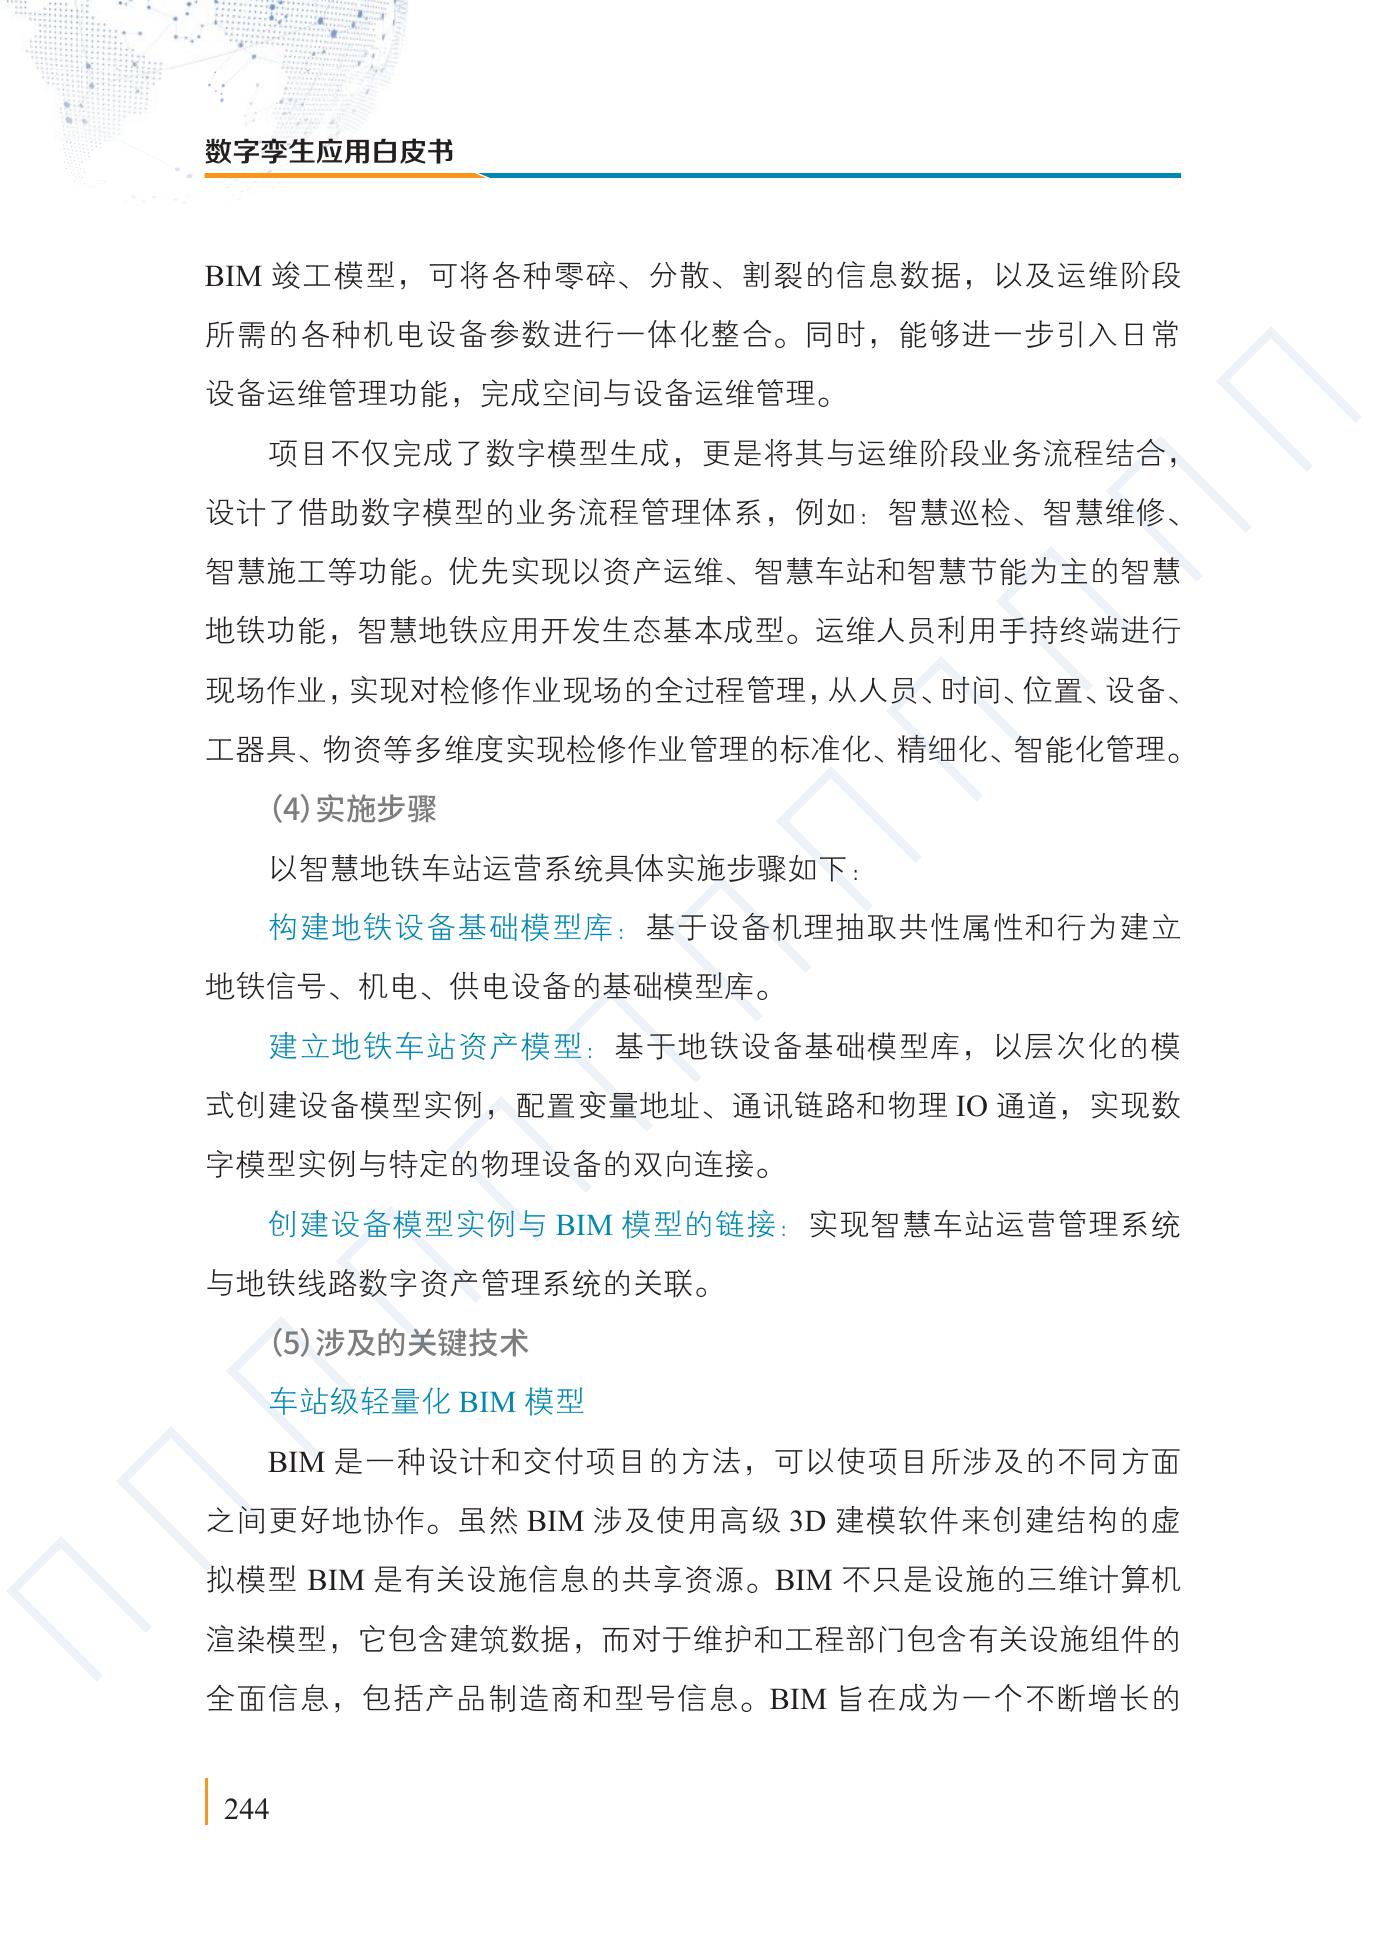 数字孪生应用白皮书
BIM 竣工模型，可将各种零碎、分散、割裂的信息数据，以及运维阶段
所需的各种机电设备参数进行一体化整合。同时，能够进一步引入日常
设备运维管理功能，完成空间与设备运维管理。
项目不仅完成了数字模型生成，更是将其与运维阶段业务流程结合，
设计了借助数字模型的业务流程管理体系，例如：智慧巡检、智慧维修、
智慧施工等功能。优先实现以资产运维、智慧车站和智慧节能为主的智慧
地铁功能，智慧地铁应用开发生态基本成型。运维人员利用手持终端进行
现场作业，实现对检修作业现场的全过程管理，从人员、时间、位置、设备、
工器具、物资等多维度实现检修作业管理的标准化、精细化、智能化管理。
（4）实施步骤
以智慧地铁车站运营系统具体实施步骤如下：
构建地铁设备基础模型库：基于设备机理抽取共性属性和行为建立
地铁信号、机电、供电设备的基础模型库。
建立地铁车站资产模型：基于地铁设备基础模型库，以层次化的模
式创建设备模型实例，配置变量地址、通讯链路和物理 IO 通道，实现数
字模型实例与特定的物理设备的双向连接。
创建设备模型实例与 BIM 模型的链接：实现智慧车站运营管理系统
与地铁线路数字资产管理系统的关联。
（5）涉及的关键技术
车站级轻量化 BIM 模型
BIM 是一种设计和交付项目的方法，可以使项目所涉及的不同方面
之间更好地协作。虽然 BIM 涉及使用高级 3D 建模软件来创建结构的虚
拟模型 BIM 是有关设施信息的共享资源。BIM 不只是设施的三维计算机
渲染模型，它包含建筑数据，而对于维护和工程部门包含有关设施组件的
全面信息，包括产品制造商和型号信息。BIM 旨在成为一个不断增长的
244